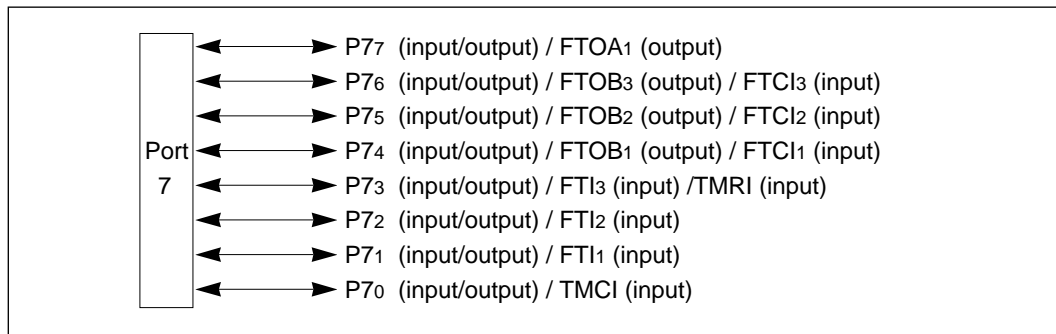 P77 (input/output) / FTOA1 (output)
P76 (input/output) / FTOB3 (output) / FTCI3 (input)
P75 (input/output) / FTOB2 (output) / FTCI2 (input)
Port P74 (input/output) / FTOB1 (output) / FTCI1 (input)
7 P73 (input/output) / FTI3 (input) /TMRI (input)
P72 (input/output) / FTI2 (input)
P71 (input/output) / FTI1 (input)
P70 (input/output) / TMCI (input)